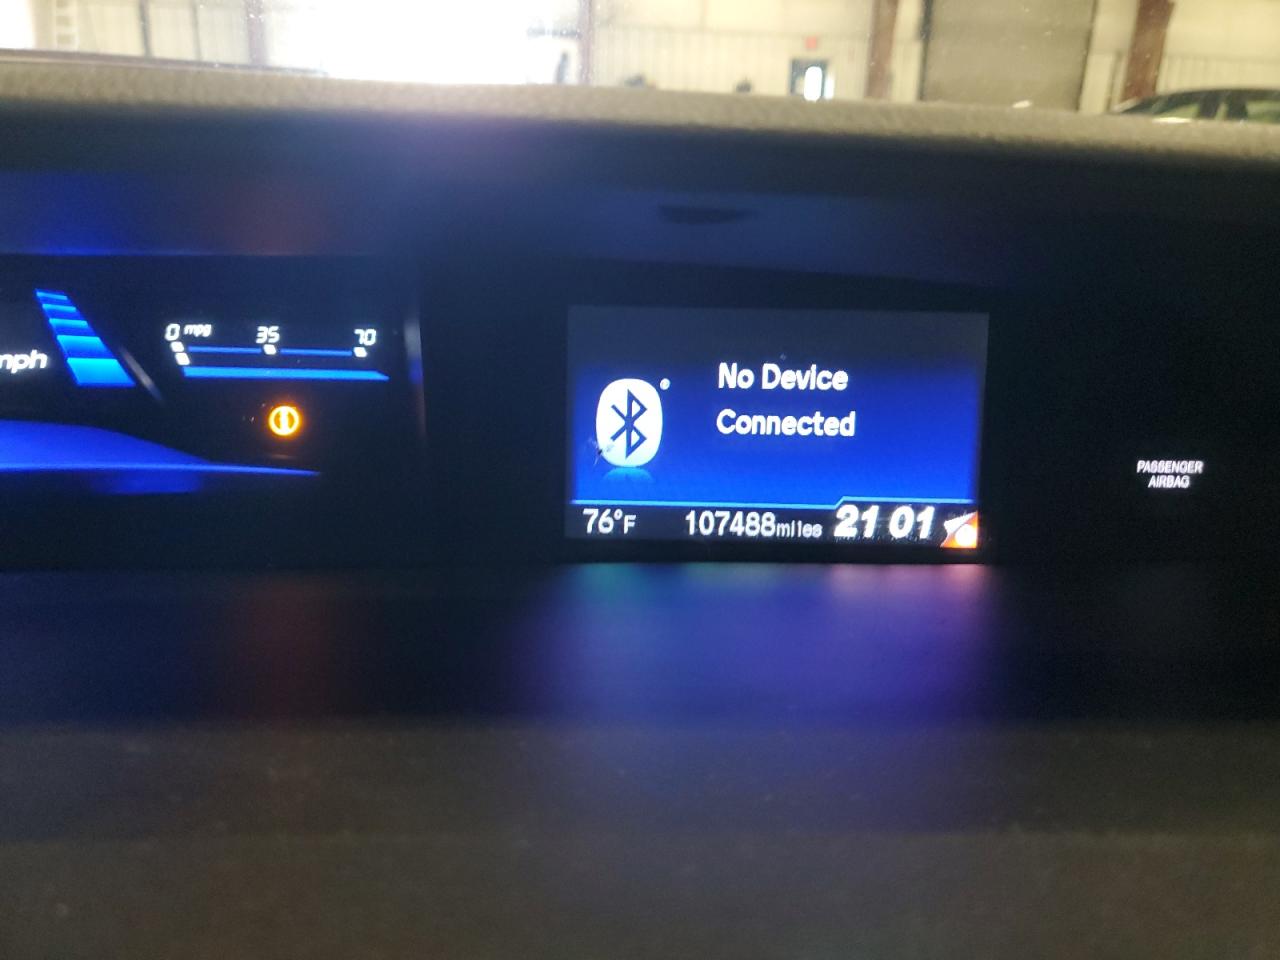 mph
0 mpg 35 70
No Device
Connected
76°F 107488miles 21 01
PASSENGER
AIRBAG